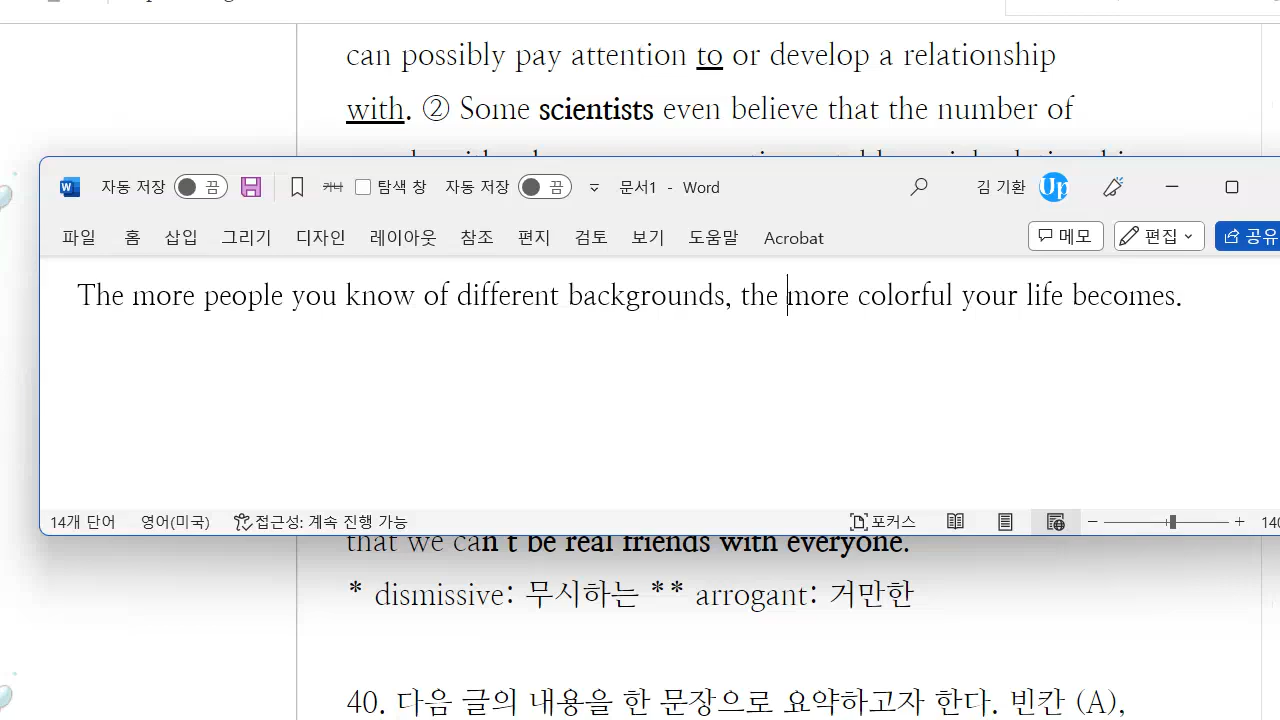 can possibly pay attention to or develop a relationship
with. ② Some scientists even believe that the number of
자동 저장 끔 가나 탐색 창 자동 저장 끔 문서1 - Word 김 기환 Up
파일 홈 삽입 그리기 디자인 레이아웃 참조 편지 검토 보기 도움말 Acrobat 메모 편집 공유
The more people you know of different backgrounds, the more colorful your life becomes.
14개 단어 영어(미국) 접근성: 계속 진행 가능 포커스 140
that we can't be real friends with everyone.
* dismissive: 무시하는 ** arrogant: 거만한
40. 다음 글의 내용을 한 문장으로 요약하고자 한다. 빈칸 (A),